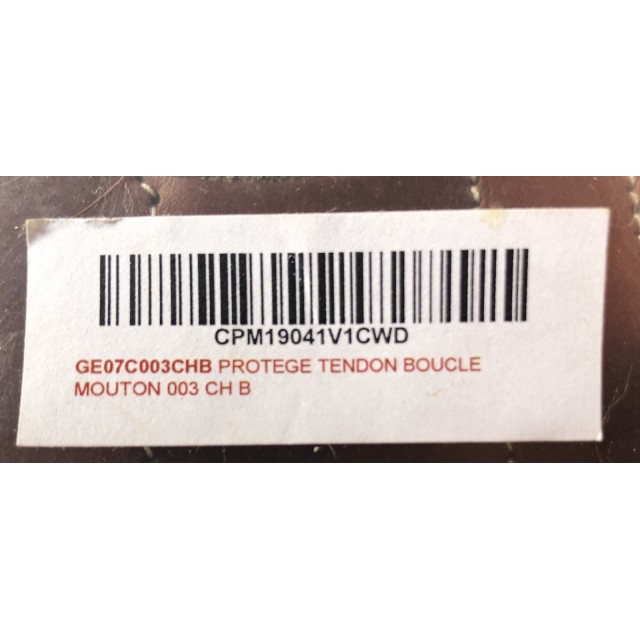 CPM19041V1CWD
GE07C003CHB PROTEGE TENDON BOUCLE
MOUTON 003 CH B